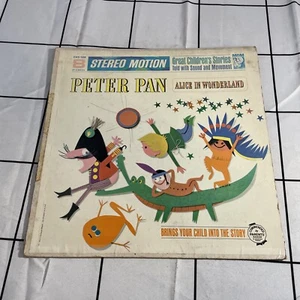 STEREO MOTION
Great Children's Stories
told with Sound and Movement
PETER PAN
ALICE IN WONDERLAND
BRINGS YOUR CHILD INTO THE STORY
PARENTS'